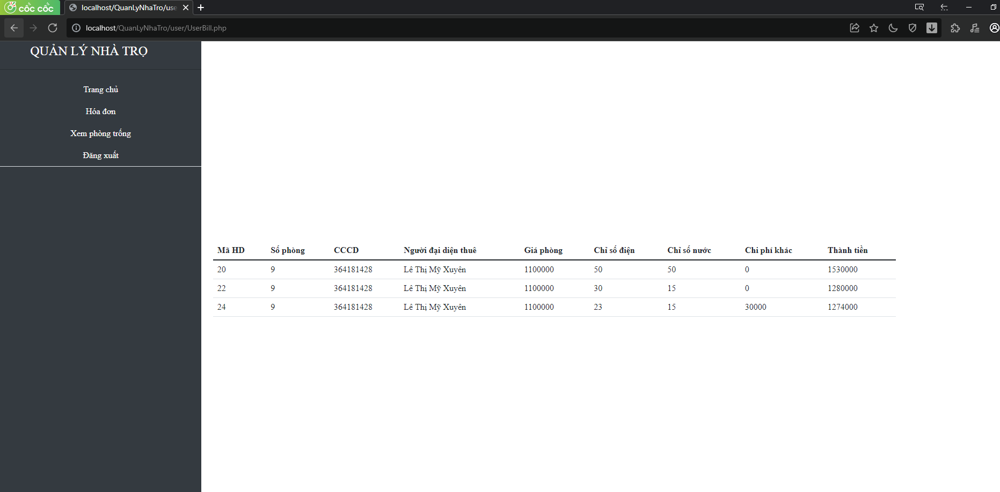 cốc cốc
localhost/QuanLyNhaTro/use
localhost/QuanLyNhaTro/user/UserBill.php
QUẢN LÝ NHÀ TRỌ
Trang chủ
Hóa đơn
Xem phòng trống
Đăng xuất
Mã HD Số phòng CCCD Người đại diện thuê Giá phòng Chỉ số điện Chỉ số nước Chi phí khác Thành tiền
20 9 364181428 Lê Thị Mỹ Xuyên 1100000 50 50 0 1530000
22 9 364181428 Lê Thị Mỹ Xuyên 1100000 30 15 0 1280000
24 9 364181428 Lê Thị Mỹ Xuyên 1100000 23 15 30000 1274000